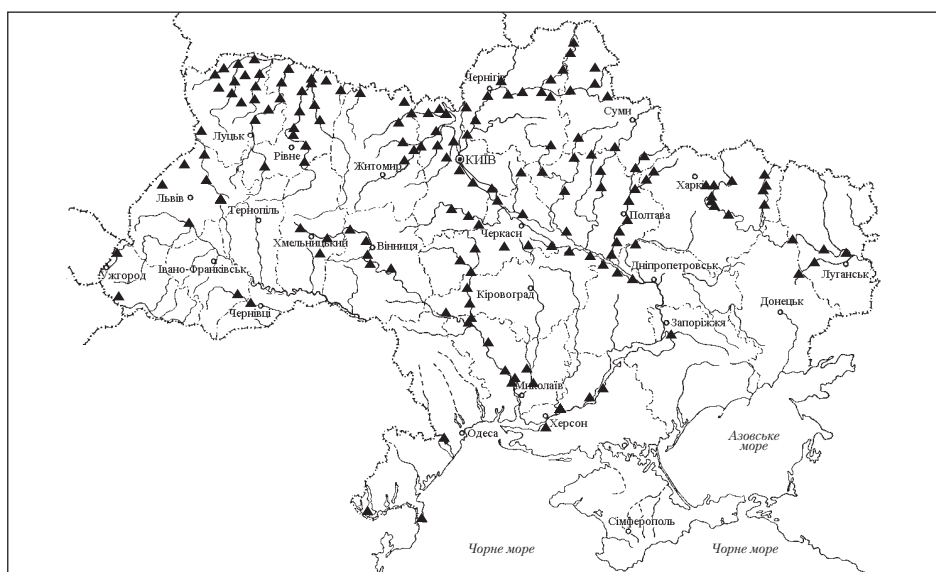 Чернігів
Суми
Луцьк
Рівне
КИЇВ
Житомир
Харків
Львів
Тернопіль
Полтава
Хмельницький
Черкаси
Вінниця
Ужгород
Івано-Франківськ
Дніпропетровськ
Луганськ
Кіровоград
Донецьк
Чернівці
Запоріжжя
Миколаїв
Херсон
Одеса
Азовське
море
Сімферополь
Чорне море
Чорне море